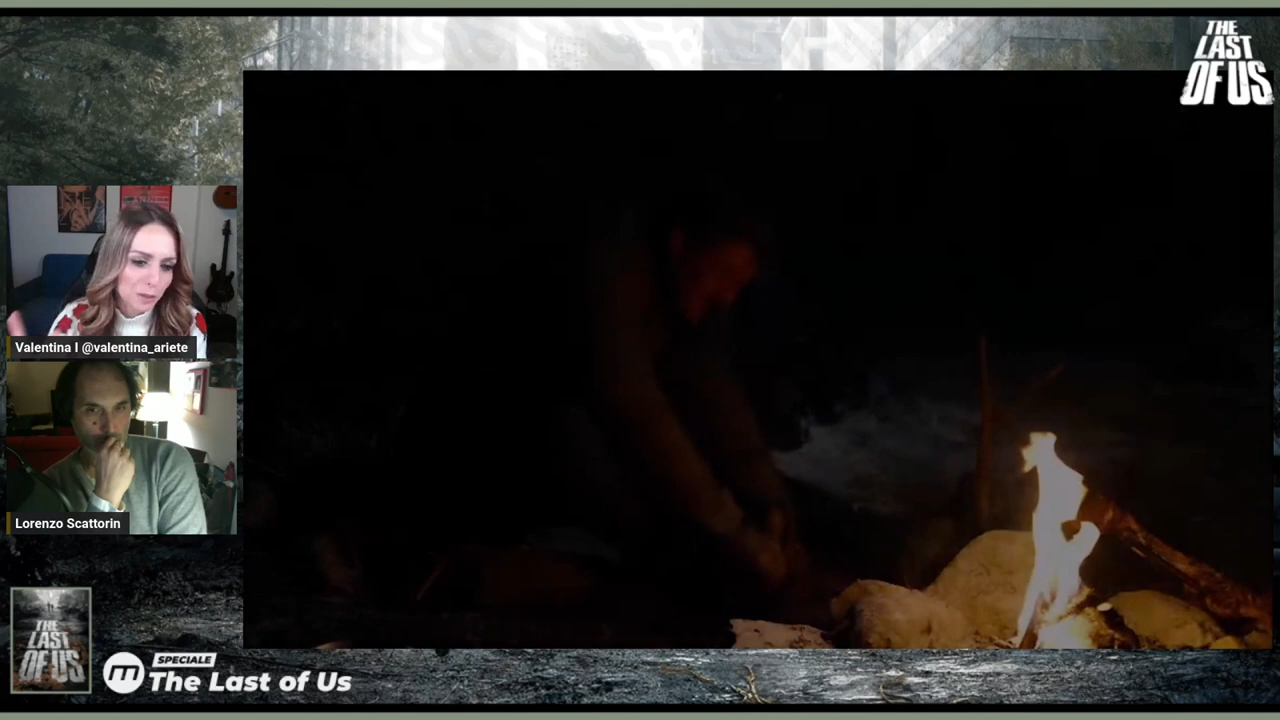 THE
LAST
OF US
Valentina I @valentina_ariete
Lorenzo Scattorin
THE
LAST
OF US
m
SPECIALE
The Last of Us